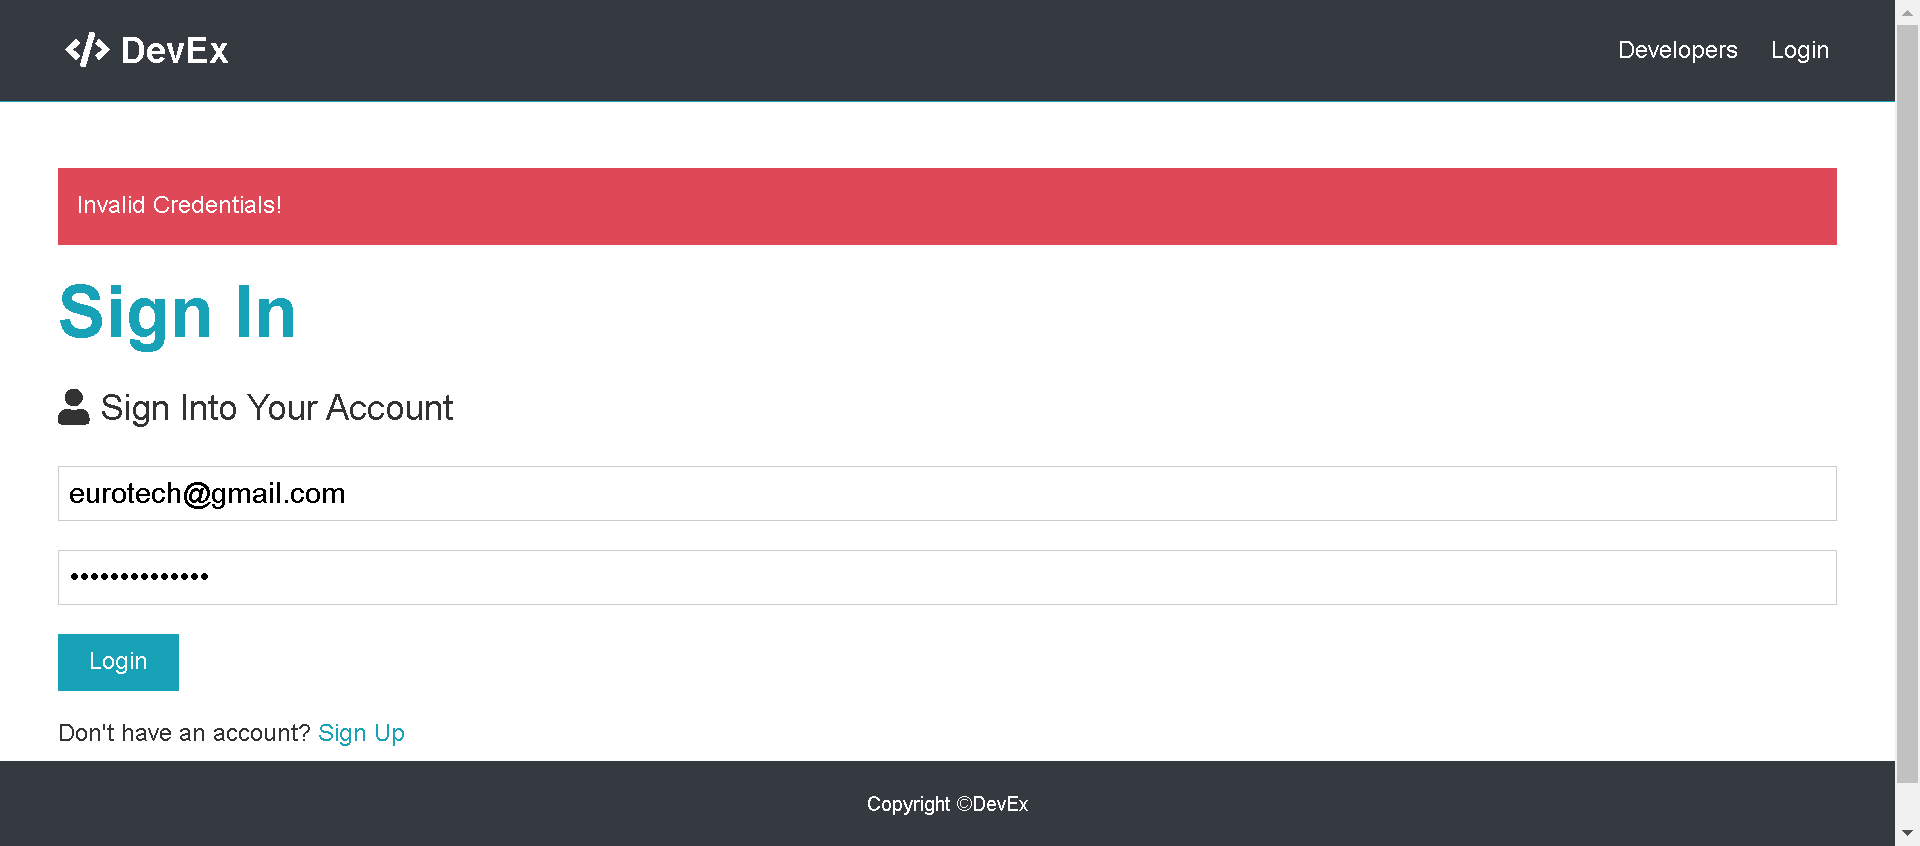 DevEx
Developers Login
Invalid Credentials!
Sign In
Sign Into Your Account
eurotech@gmail.com
••••••••••••••
Login
Don't have an account? Sign Up
Copyright ©DevEx